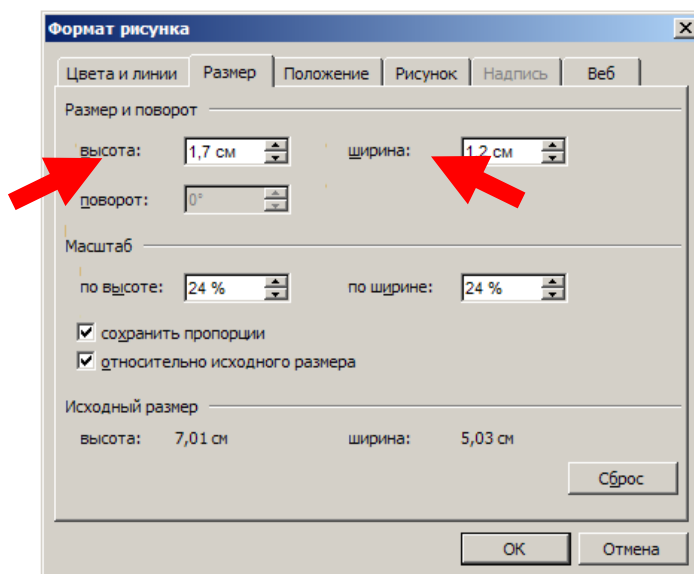 Формат рисунка
Цвета и линии Размер Положение Рисунок Надпись Веб
Размер и поворот
высота: 1,7 см ширина: 1,2 см
поворот: 0°
Масштаб
по высоте: 24 % по ширине: 24 %
сохранить пропорции
относительно исходного размера
Исходный размер
высота: 7,01 см ширина: 5,03 см
Сброс
ОК Отмена